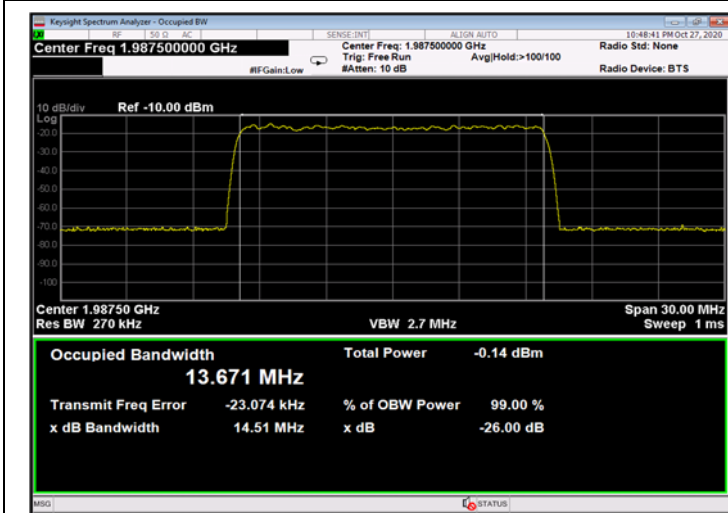 Keysight Spectrum Analyzer - Occupied BW
RF 50 Ω AC SENSE:INT ALIGN AUTO 10:48:41 PM Oct 27, 2020
Center Freq 1.987500000 GHz Center Freq: 1.987500000 GHz Radio Std: None
Trig: Free Run Avg|Hold:>100/100
#IFGain:Low #Atten: 10 dB Radio Device: BTS
10 dB/div Ref -10.00 dBm
Log
-20.0
-30.0
-40.0
-50.0
-60.0
-70.0
-80.0
-90.0
-100
Center 1.98750 GHz Span 30.00 MHz
Res BW 270 kHz VBW 2.7 MHz Sweep 1 ms
Occupied Bandwidth Total Power -0.14 dBm
13.671 MHz
Transmit Freq Error -23.074 kHz % of OBW Power 99.00 %
x dB Bandwidth 14.51 MHz x dB -26.00 dB
MSG STATUS